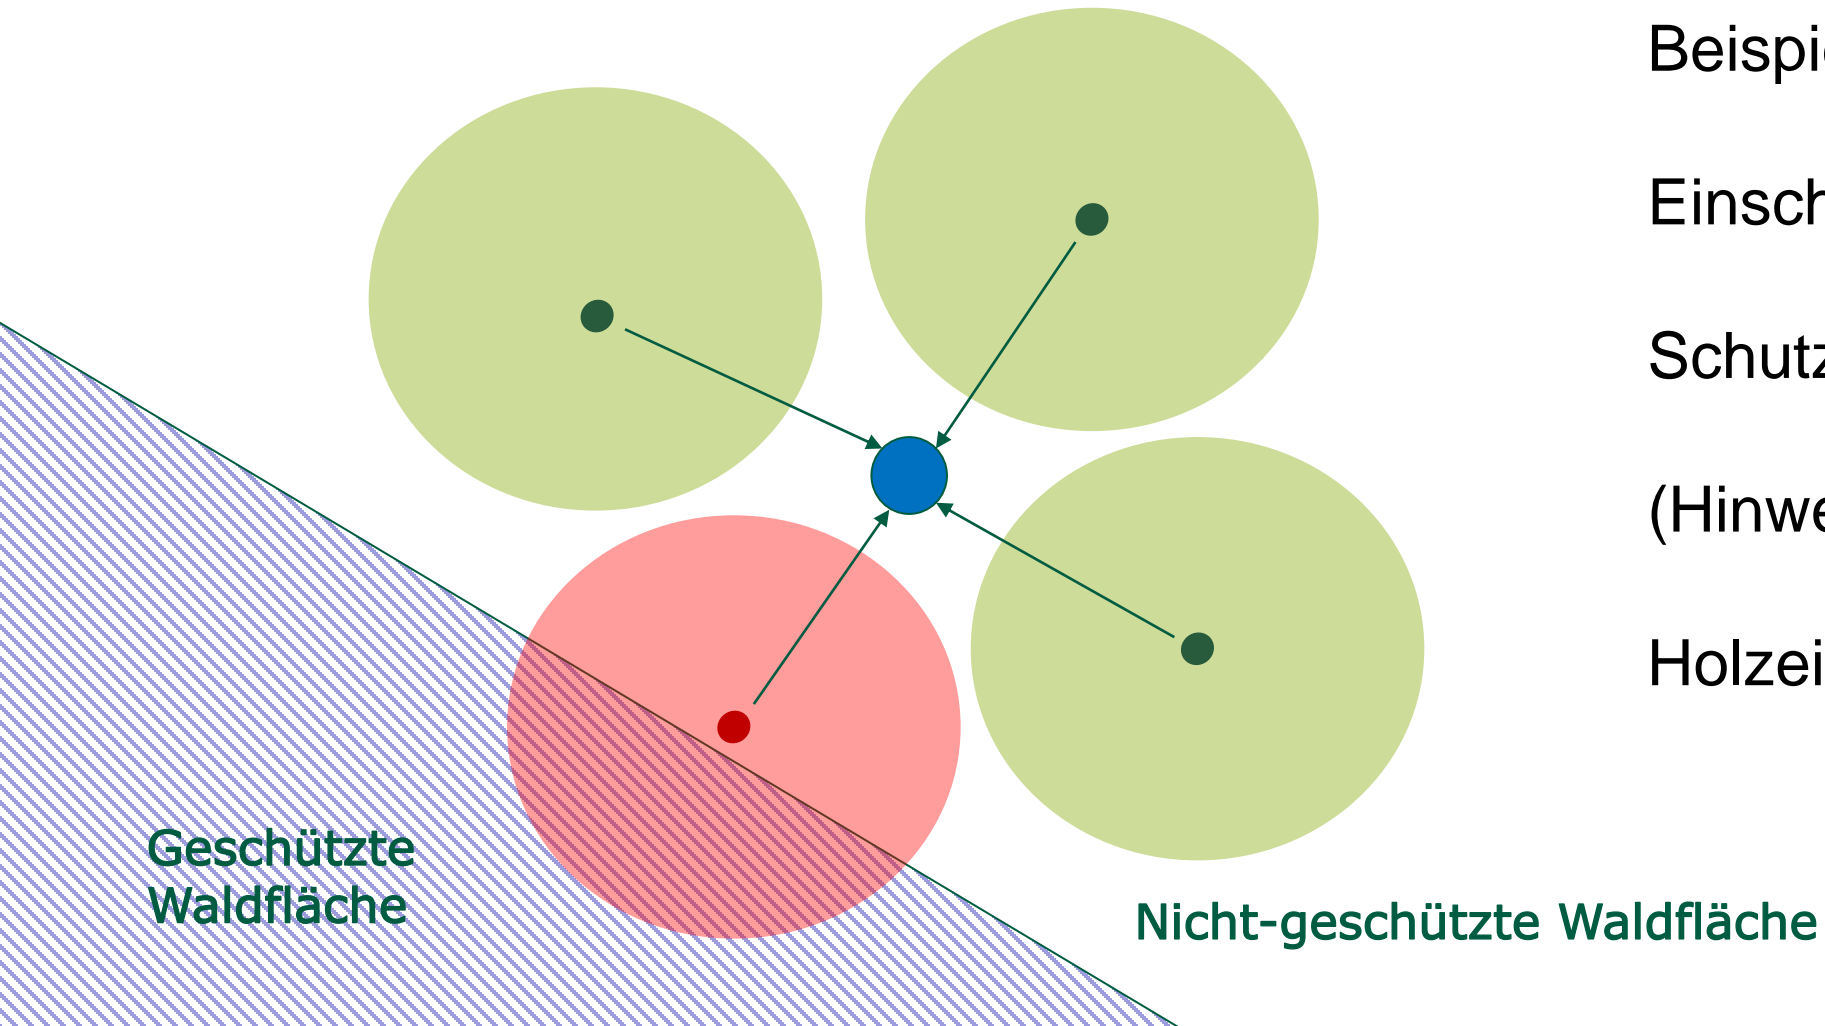 Beispi
Einsch
Schutz
(Hinwe
Holzei
Geschützte
Waldfläche
Nicht-geschützte Waldfläche